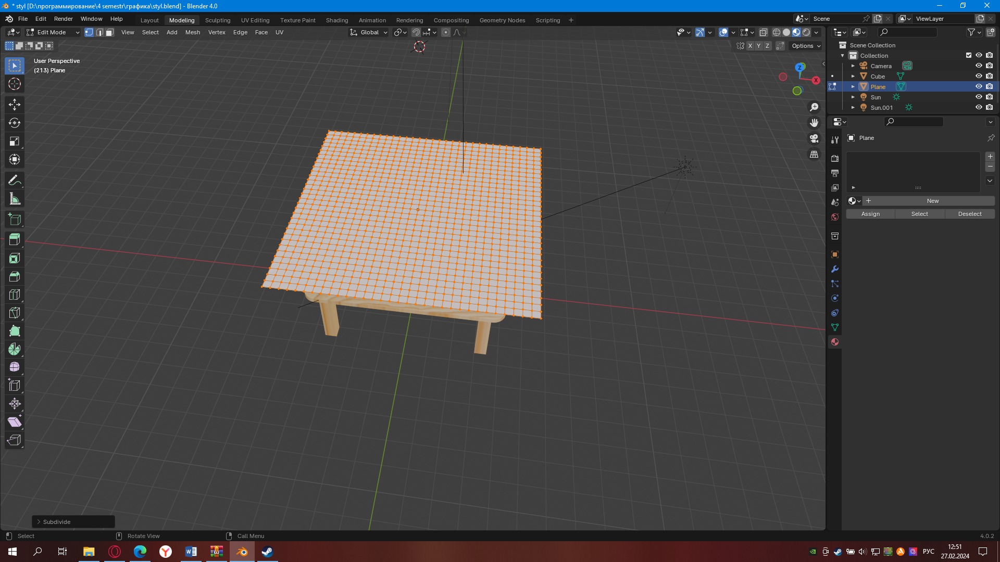 * styl [D:\программирование\4 semestr\графика\styl.blend] - Blender 4.0
File Edit Render Window Help Layout Modeling Sculpting UV Editing Texture Paint Shading Animation Rendering Compositing Geometry Nodes Scripting Scene ViewLayer
Edit Mode View Select Add Mesh Vertex Edge Face UV Global
X Y Z Options
User Perspective
(213) Plane
Z
X
Scene Collection
Collection
Camera
Cube
Plane
Sun
Sun.001
Plane
New
Assign Select Deselect
Subdivide
Select Rotate View Call Menu 4.0.2
РУС 12:51
27.02.2024